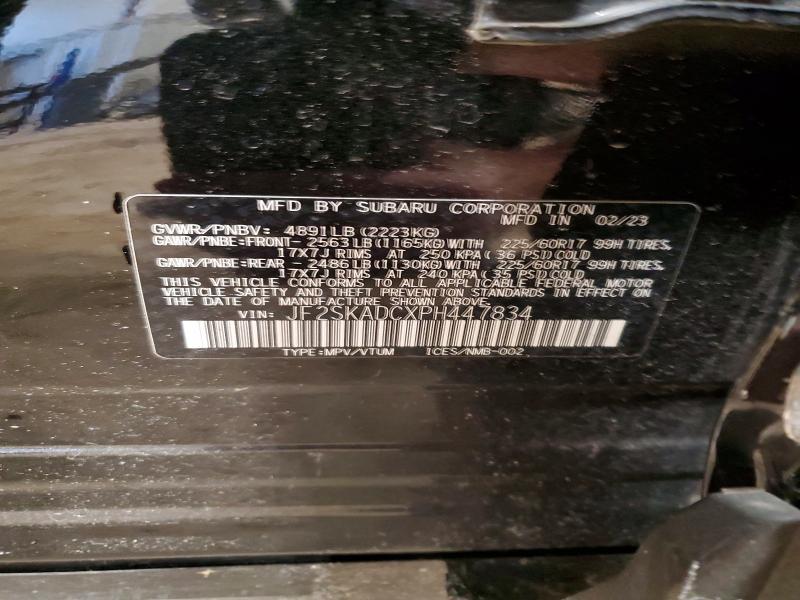 MFD BY SUBARU CORPORATION
MFD IN 02/23
GVWR/PNBV: 4891LB(2223KG)
GAWR/PNBE:FRONT- 2563LB(1165KG)WITH 225/60R17 99H TIRES,
17X7J RIMS AT 250 KPA(36 PSI)COLD
GAWR/PNBE:REAR - 2486LB(1130KG)WITH 225/60R17 99H TIRES,
17X7J RIMS AT 240 KPA(35 PSI)COLD
THIS VEHICLE CONFORMS TO ALL APPLICABLE FEDERAL MOTOR
VEHICLE SAFETY AND THEFT PREVENTION STANDARDS IN EFFECT ON
THE DATE OF MANUFACTURE SHOWN ABOVE.
VIN: JF2SKADCXPH447834
TYPE:MPV/VTUM ICES/NMB-002